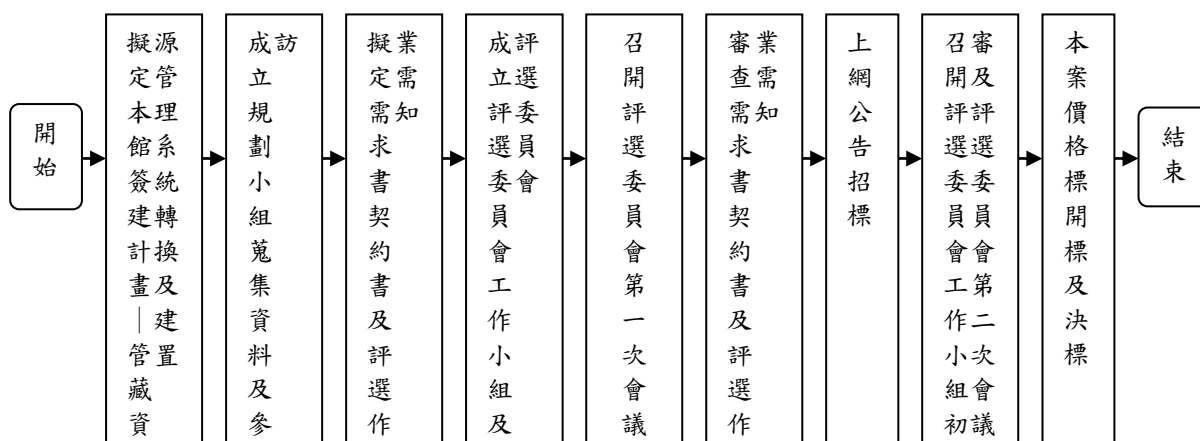 開始
擬定本館簽建計畫｜管藏資
源管理系統轉換及建置
成立規劃小組蒐集資料及參
訪
擬定需求書契約書及評選作
業需知
成立評選委員會工作小組及
評選委員會
召開評選委員會第一次會議
審查需求書契約書及評選作
業需知
上網公告招標
召開評選委員會工作小組初
審及評選委員會第二次會議
本案價格標開標及決標
結束